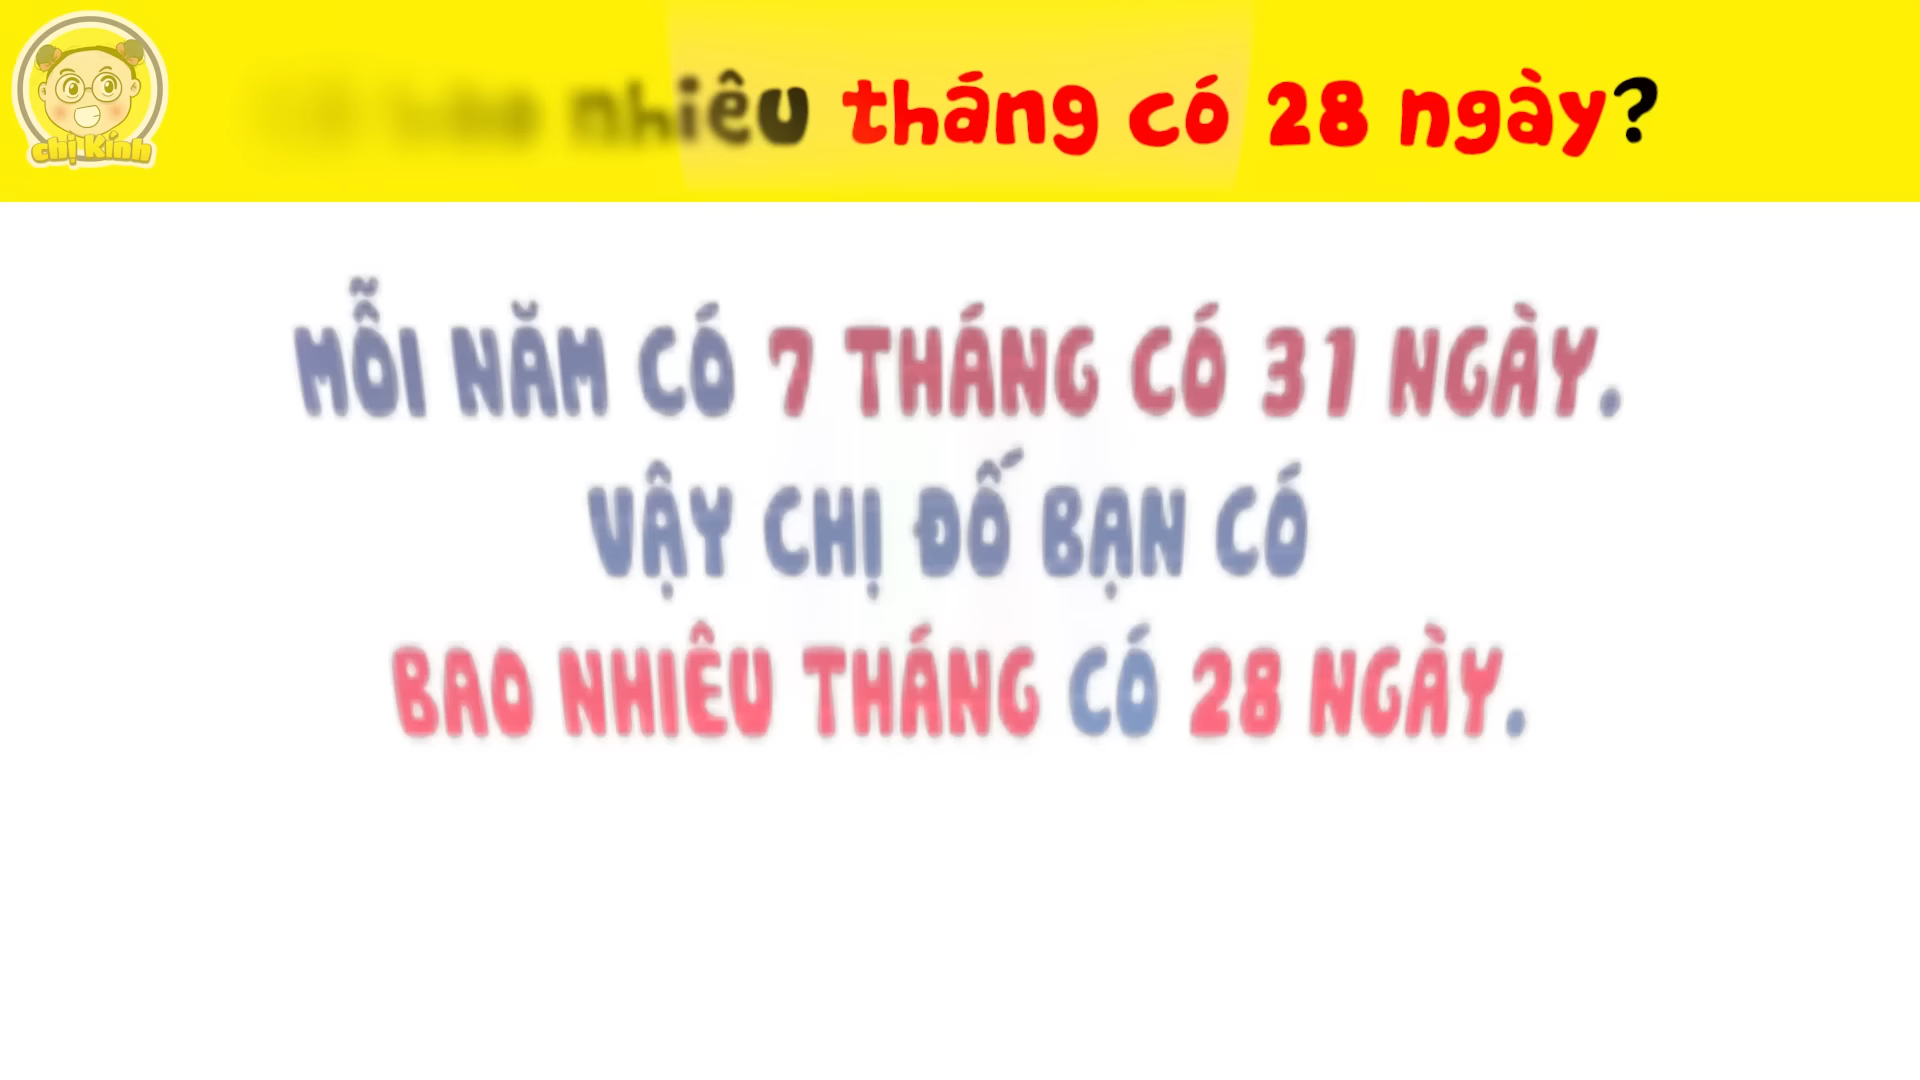 chị Kính
nhiêu tháng có 28 ngày?
MỖI NĂM CÓ 7 THÁNG CÓ 31 NGÀY.
VẬY CHỊ ĐỐ BẠN CÓ
BAO NHIÊU THÁNG CÓ 28 NGÀY.